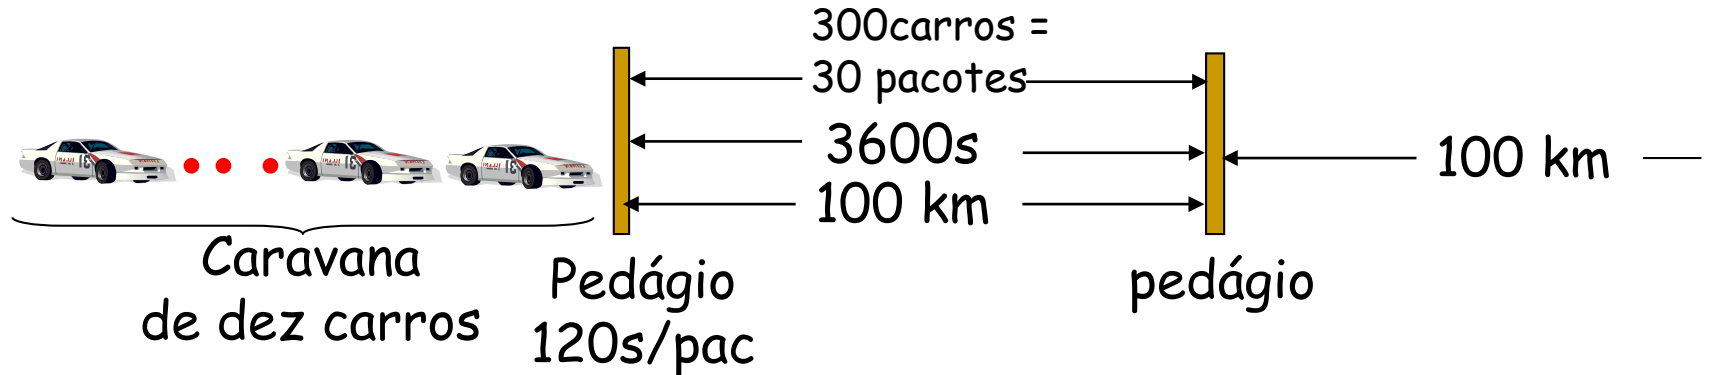 300carros =
30 pacotes
3600s
100 km
100 km
Caravana
de dez carros
Pedágio
120s/pac
pedágio